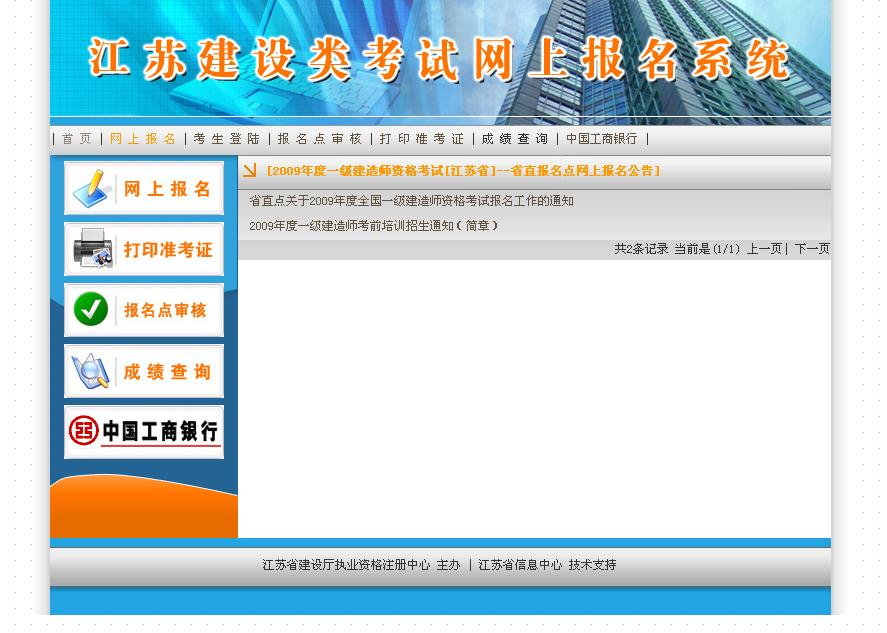 江苏建设类考试网上报名系统
| 首 页 | 网 上 报 名 | 考 生 登 陆 | 报 名 点 审 核 | 打 印 准 考 证 | 成 绩 查 询 | 中国工商银行 |
网 上 报 名
打印准考证
报名点审核
成 绩 查 询
中国工商银行
[2009年度一级建造师资格考试[江苏省]--省直报名点网上报名公告]
省直点关于2009年度全国一级建造师资格考试报名工作的通知
2009年度一级建造师考前培训招生通知（简章）
共2条记录 当前是(1/1) 上一页| 下一页
江苏省建设厅执业资格注册中心 主办 | 江苏省信息中心 技术支持